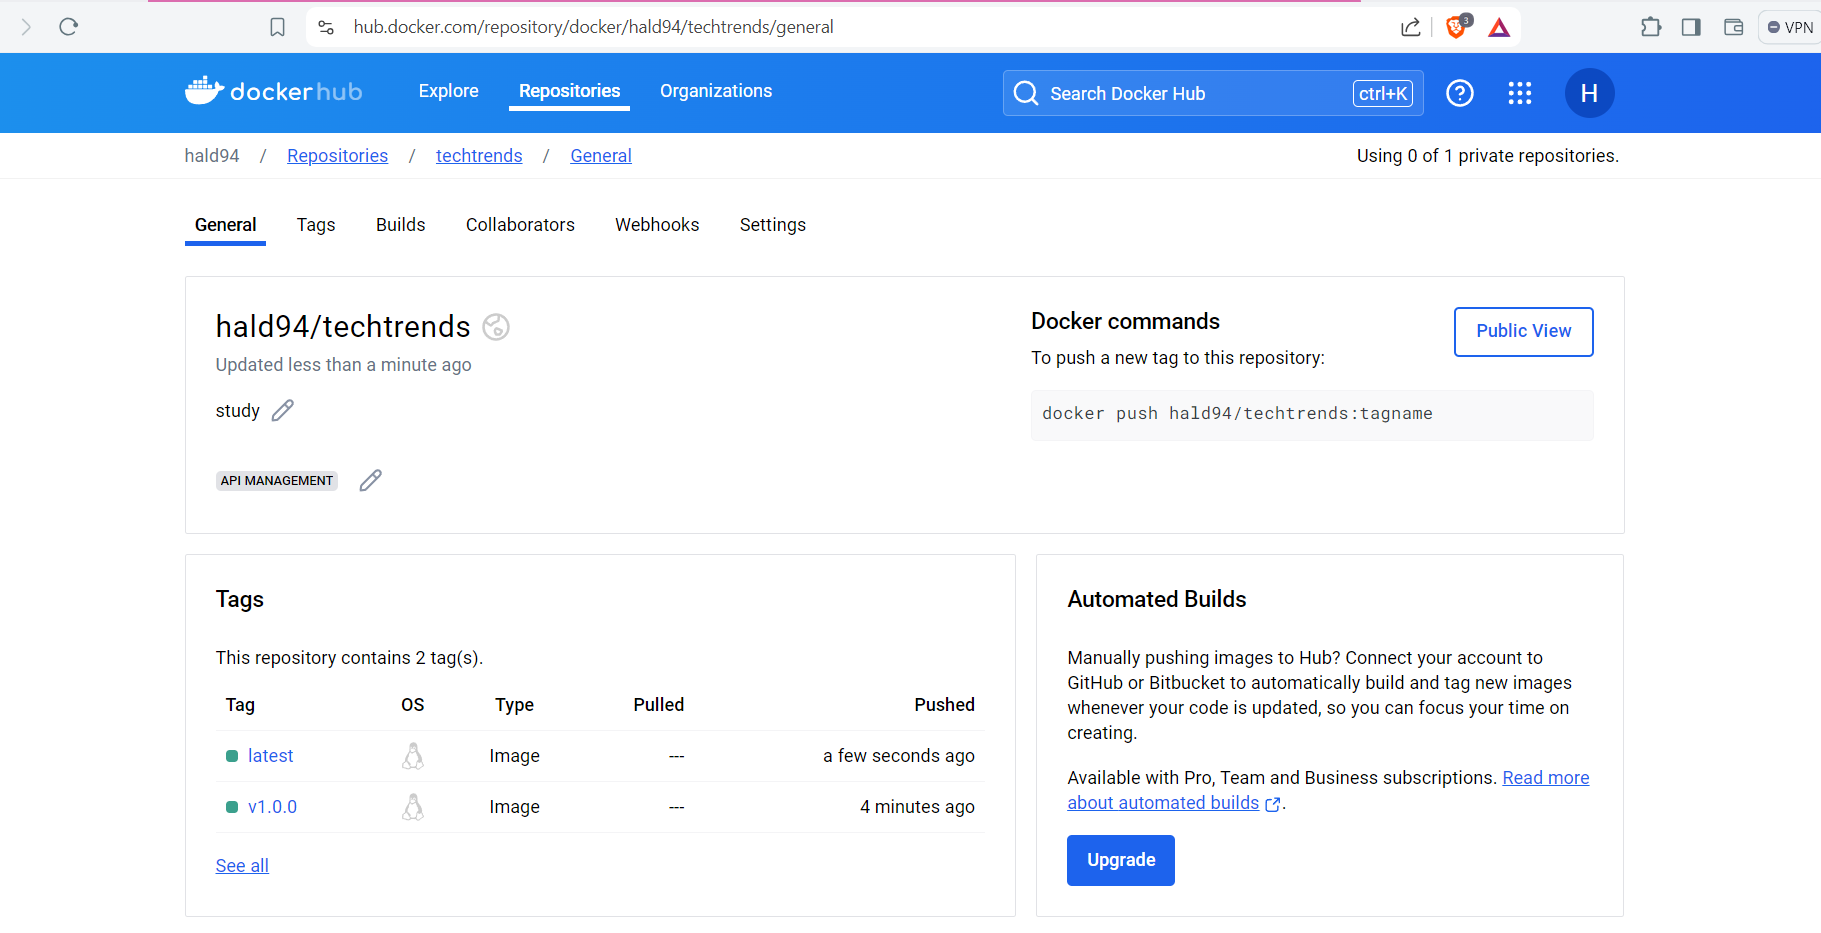 hub.docker.com/repository/docker/hald94/techtrends/general
3
VPN
docker hub
Explore
Repositories
Organizations
Search Docker Hub
ctrl+K
?
H
hald94 / Repositories / techtrends / General
Using 0 of 1 private repositories.
General
Tags
Builds
Collaborators
Webhooks
Settings
hald94/techtrends
Updated less than a minute ago
study
API MANAGEMENT
Docker commands
Public View
To push a new tag to this repository:
docker push hald94/techtrends:tagname
Tags
This repository contains 2 tag(s).
Tag OS Type Pulled Pushed
latest Image --- a few seconds ago
v1.0.0 Image --- 4 minutes ago
See all
Automated Builds
Manually pushing images to Hub? Connect your account to
GitHub or Bitbucket to automatically build and tag new images
whenever your code is updated, so you can focus your time on
creating.
Available with Pro, Team and Business subscriptions. Read more
about automated builds.
Upgrade